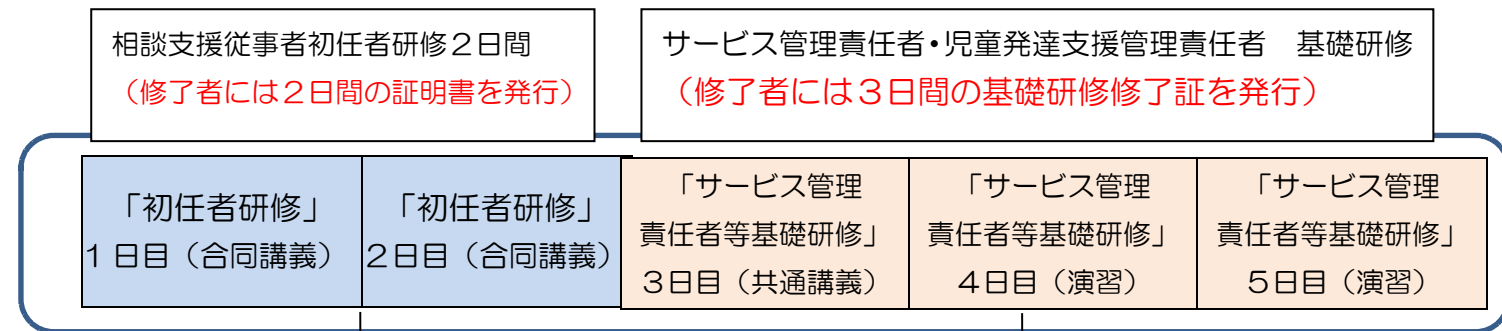 相談支援従事者初任者研修２日間
（修了者には２日間の証明書を発行）
サービス管理責任者・児童発達支援管理責任者　基礎研修
（修了者には３日間の基礎研修修了証を発行）
「初任者研修」
１日目（合同講義）
「初任者研修」
２日目（合同講義）
「サービス管理
責任者等基礎研修」
３日目（共通講義）
「サービス管理
責任者等基礎研修」
４日目（演習）
「サービス管理
責任者等基礎研修」
５日目（演習）